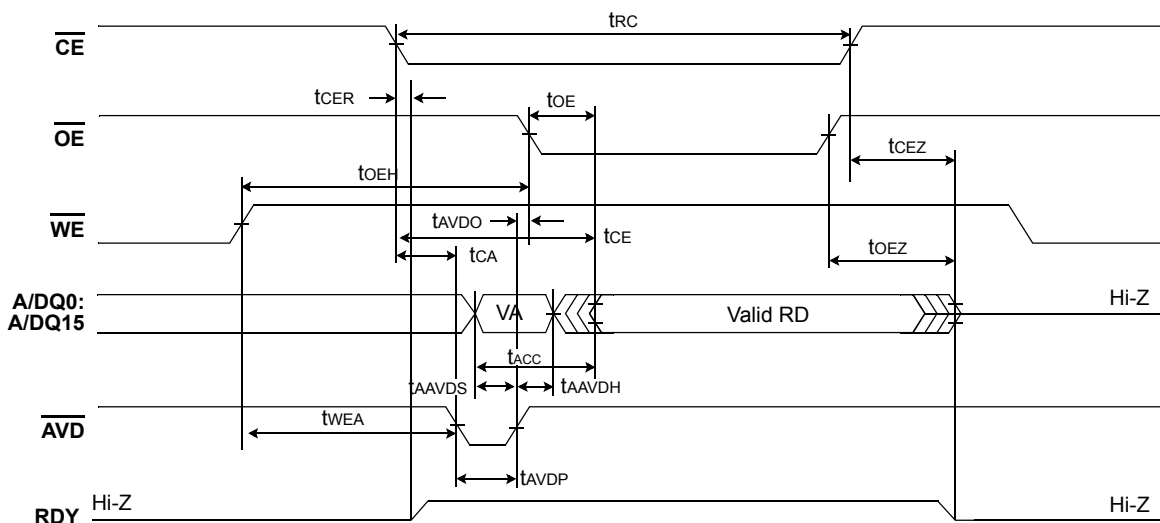 tRC
CE
tCER
tOE
OE
tCEZ
tOEH
WE
tAVDO
tCE
tCA
tOEZ
A/DQ0:
A/DQ15
VA
Valid RD
Hi-Z
tACC
tAAVDS
tAAVDH
AVD
tWEA
tAVDP
Hi-Z
RDY
Hi-Z